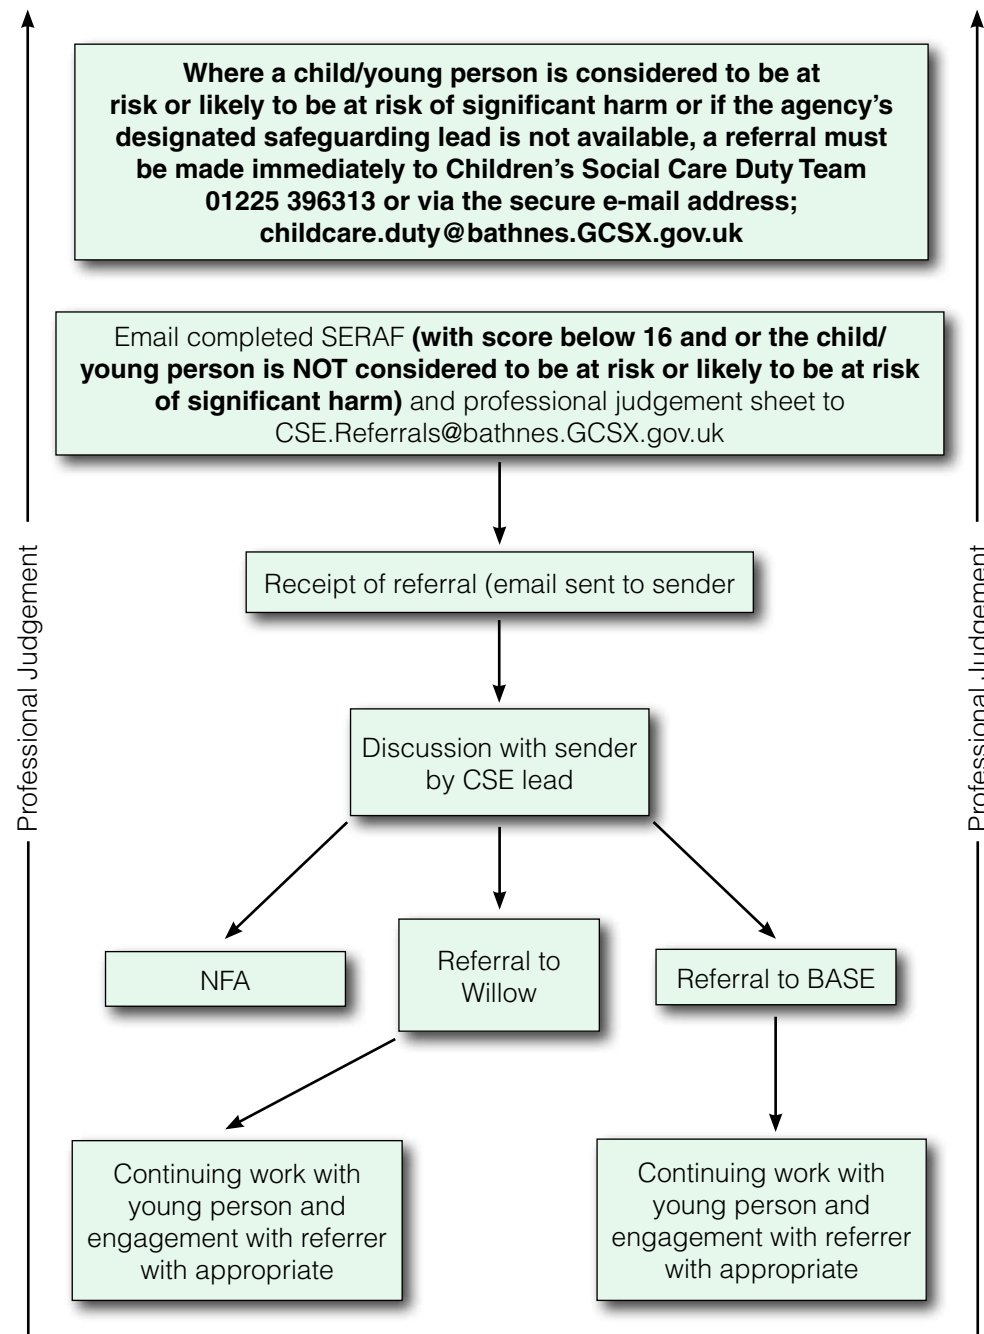 Where a child/young person is considered to be at
risk or likely to be at risk of significant harm or if the agency’s
designated safeguarding lead is not available, a referral must
be made immediately to Children’s Social Care Duty Team
01225 396313 or via the secure e-mail address;
childcare.duty@bathnes.GCSX.gov.uk
Email completed SERAF (with score below 16 and or the child/
young person is NOT considered to be at risk or likely to be at risk
of significant harm) and professional judgement sheet to
CSE.Referrals@bathnes.GCSX.gov.uk
Professional Judgement
Professional Judgement
Receipt of referral (email sent to sender
Discussion with sender
by CSE lead
NFA
Referral to
Willow
Referral to BASE
Continuing work with
young person and
engagement with referrer
with appropriate
Continuing work with
young person and
engagement with referrer
with appropriate